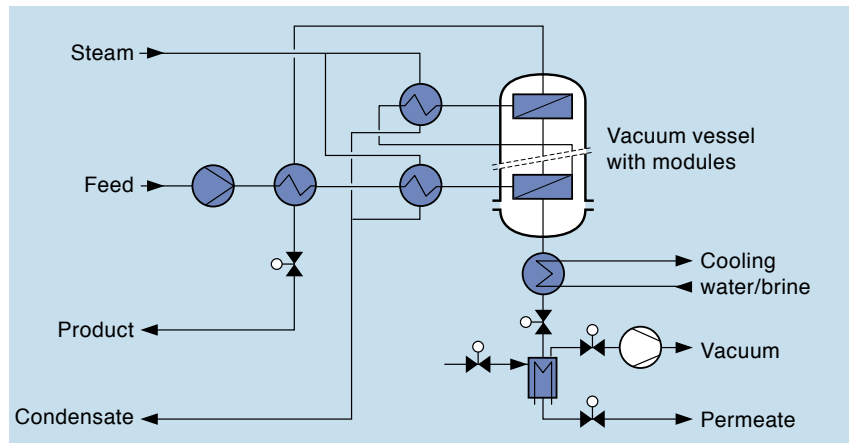 Steam
Vacuum vessel
with modules
Feed
Cooling
water/brine
Product
Vacuum
Condensate
Permeate